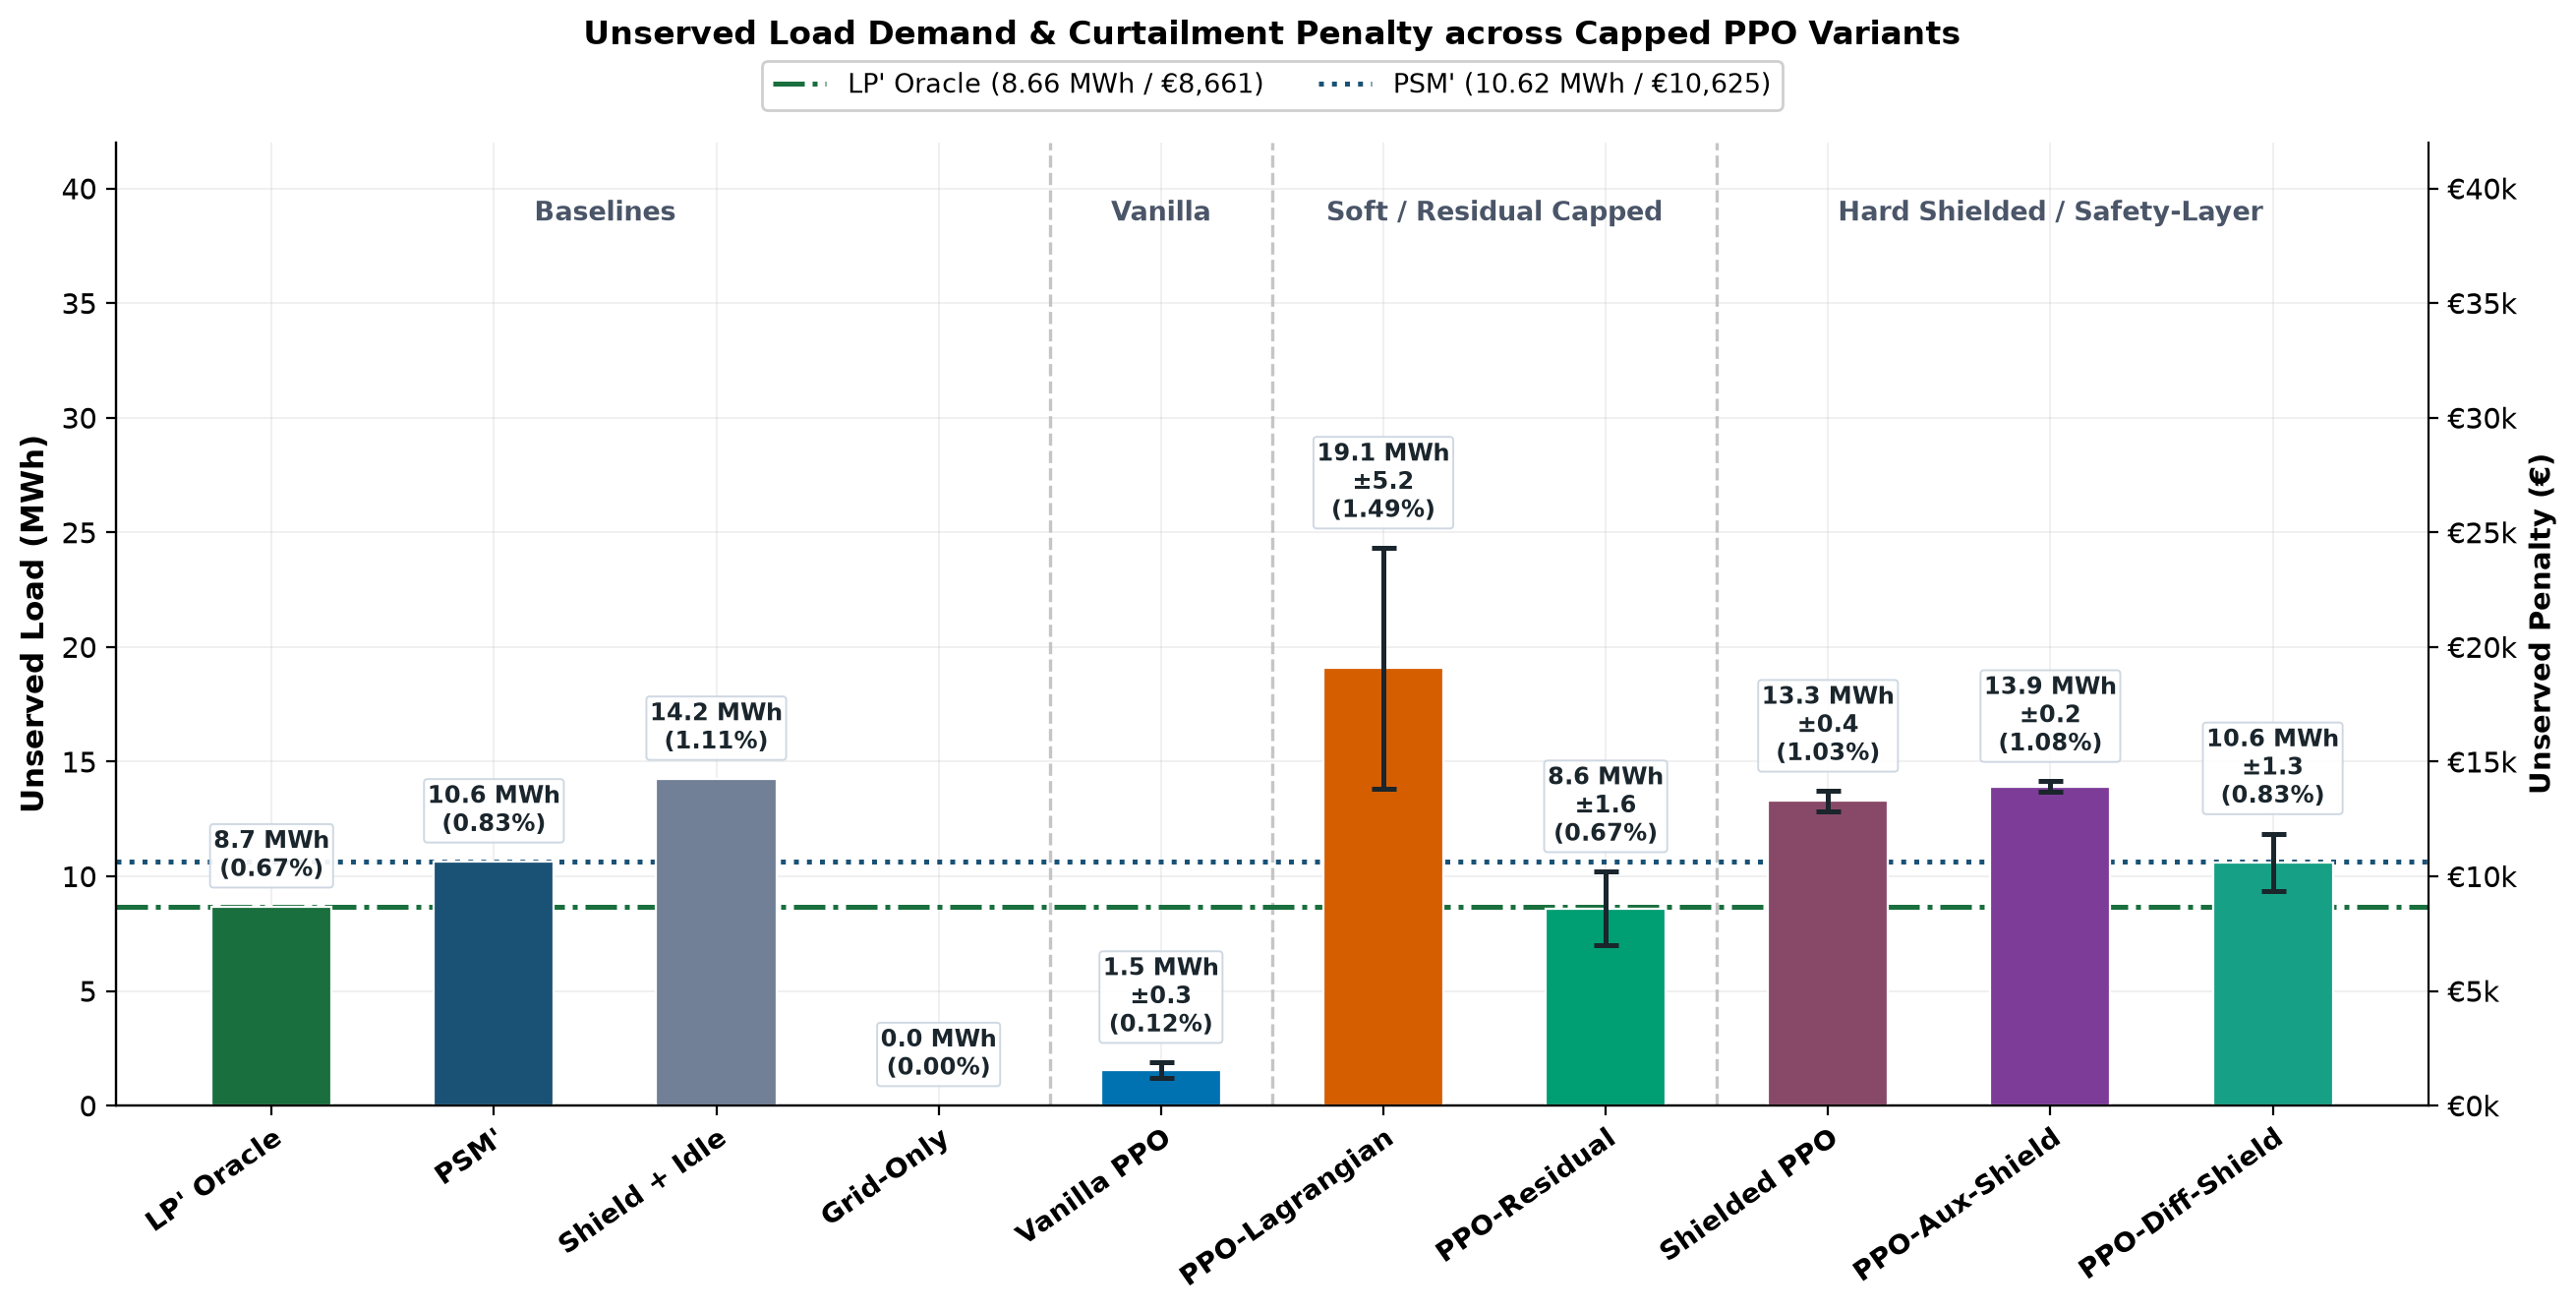 Unserved Load Demand & Curtailment Penalty across Capped PPO Variants
LP' Oracle (8.66 MWh / €8,661)
PSM' (10.62 MWh / €10,625)
Unserved Load (MWh)
40
35
30
25
20
15
10
5
0
Baselines
Vanilla
Soft / Residual Capped
Hard Shielded / Safety-Layer
8.7 MWh
(0.67%)
10.6 MWh
(0.83%)
14.2 MWh
(1.11%)
0.0 MWh
(0.00%)
1.5 MWh
±0.3
(0.12%)
19.1 MWh
±5.2
(1.49%)
8.6 MWh
±1.6
(0.67%)
13.3 MWh
±0.4
(1.03%)
13.9 MWh
±0.2
(1.08%)
10.6 MWh
±1.3
(0.83%)
€40k
€35k
€30k
€25k
€20k
€15k
€10k
€5k
€0k
Unserved Penalty (€)
LP' Oracle
PSM'
Shield + Idle
Grid-Only
Vanilla PPO
PPO-Lagrangian
PPO-Residual
Shielded PPO
PPO-Aux-Shield
PPO-Diff-Shield